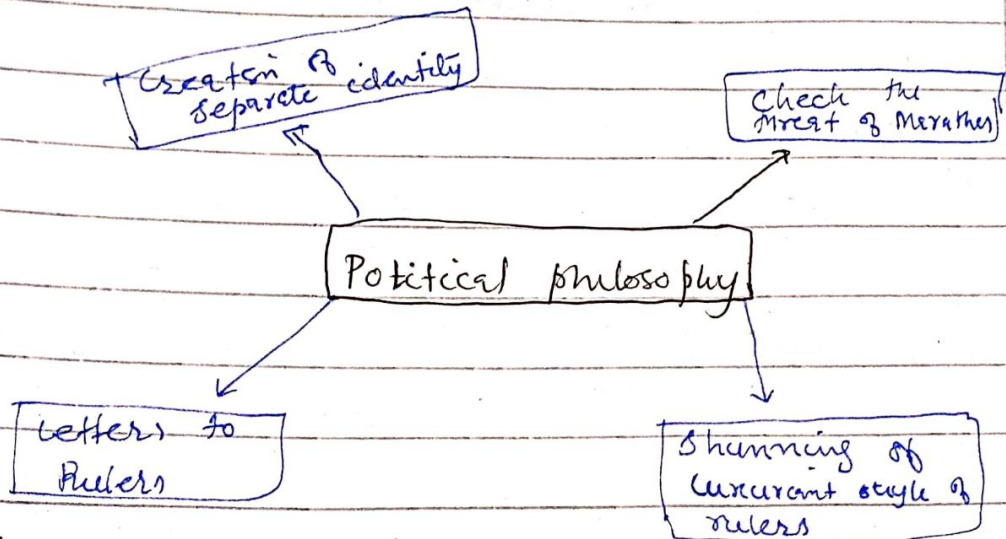 Creation of
separate identity
Check the
threat of Marathas
Political philosophy
Letters to
Rulers
Shunning of
luxurant style of
rulers